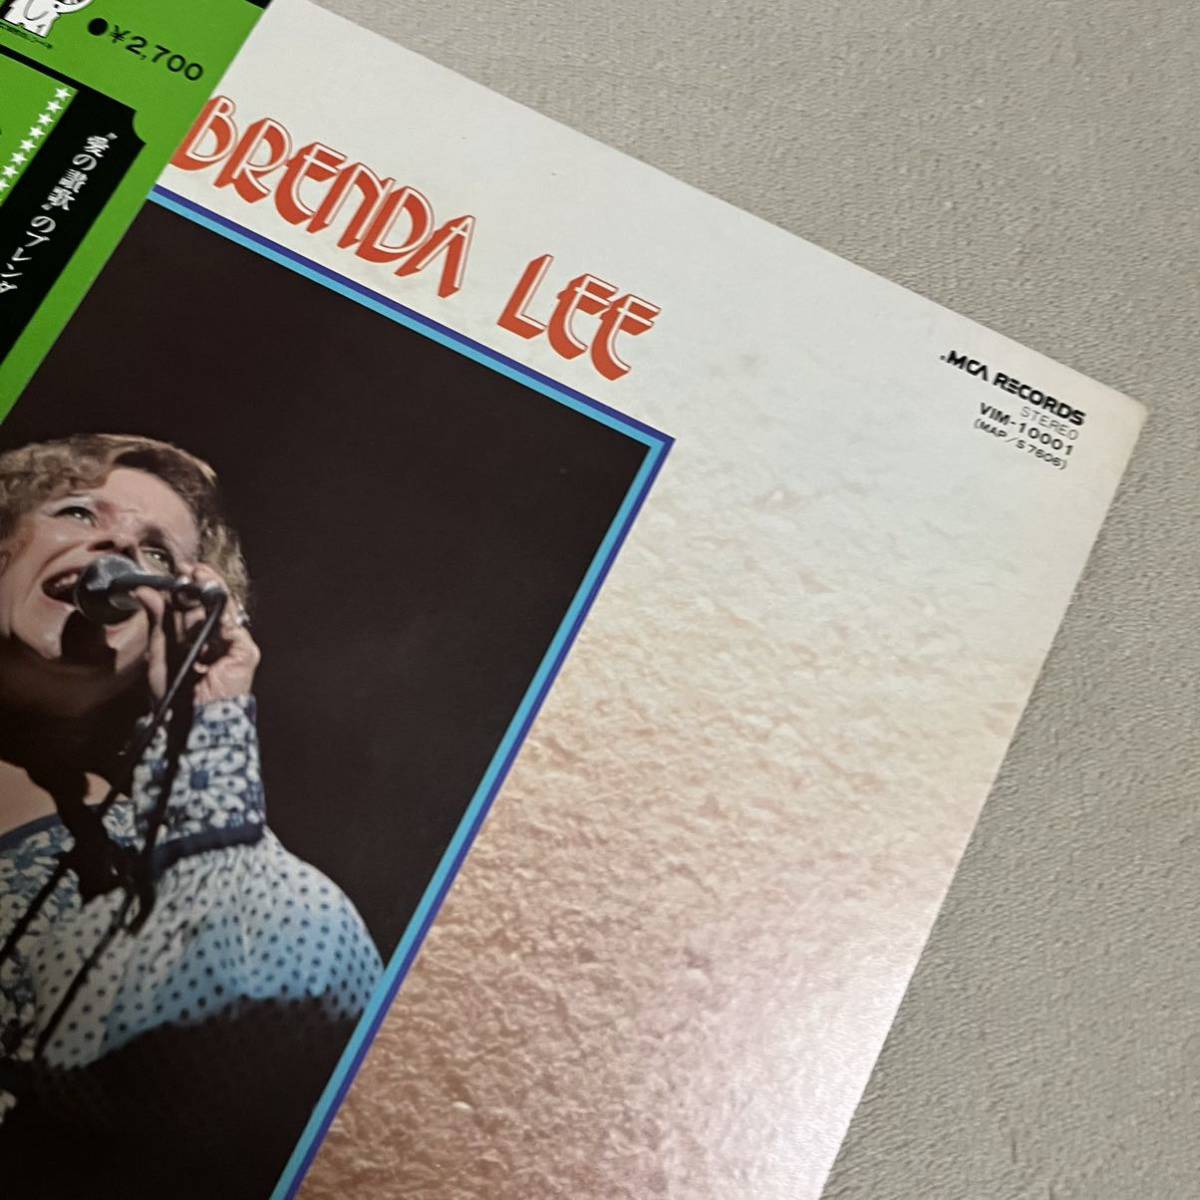 ●¥2,700
"愛の讃歌"のブレンダ
BRENDA LEE
MCA RECORDS
STEREO
VIM-10001
(MAP/S 7606)